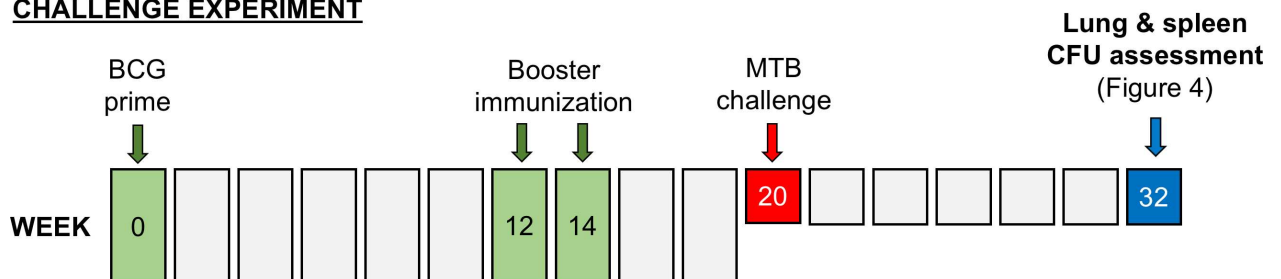 CHALLENGE EXPERIMENT
Lung & spleen
CFU assessment
(Figure 4)
BCG
prime
Booster
immunization
MTB
challenge
WEEK
0
12
14
20
32